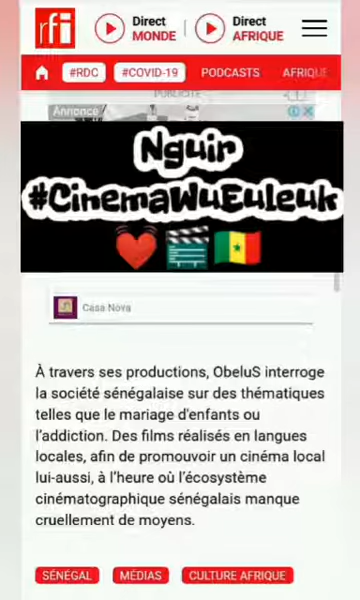 rfi
Direct MONDE
Direct AFRIQUE
#RDC #COVID-19 PODCASTS AFRIQUE
PUBLICITÉ
Annonce
Nguir
#CinemaWuEuleuk
Casa Nova
À travers ses productions, ObeluS interroge
la société sénégalaise sur des thématiques
telles que le mariage d'enfants ou
l'addiction. Des films réalisés en langues
locales, afin de promouvoir un cinéma local
lui-aussi, à l'heure où l'écosystème
cinématographique sénégalais manque
cruellement de moyens.
SÉNÉGAL MÉDIAS CULTURE AFRIQUE